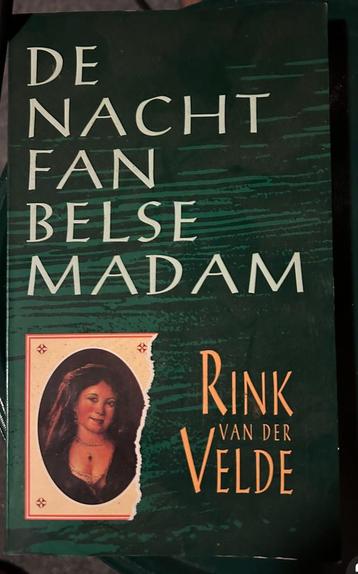 DE
NACHT
FAN
BELSE
MADAM
RINK
VAN DER
VELDE